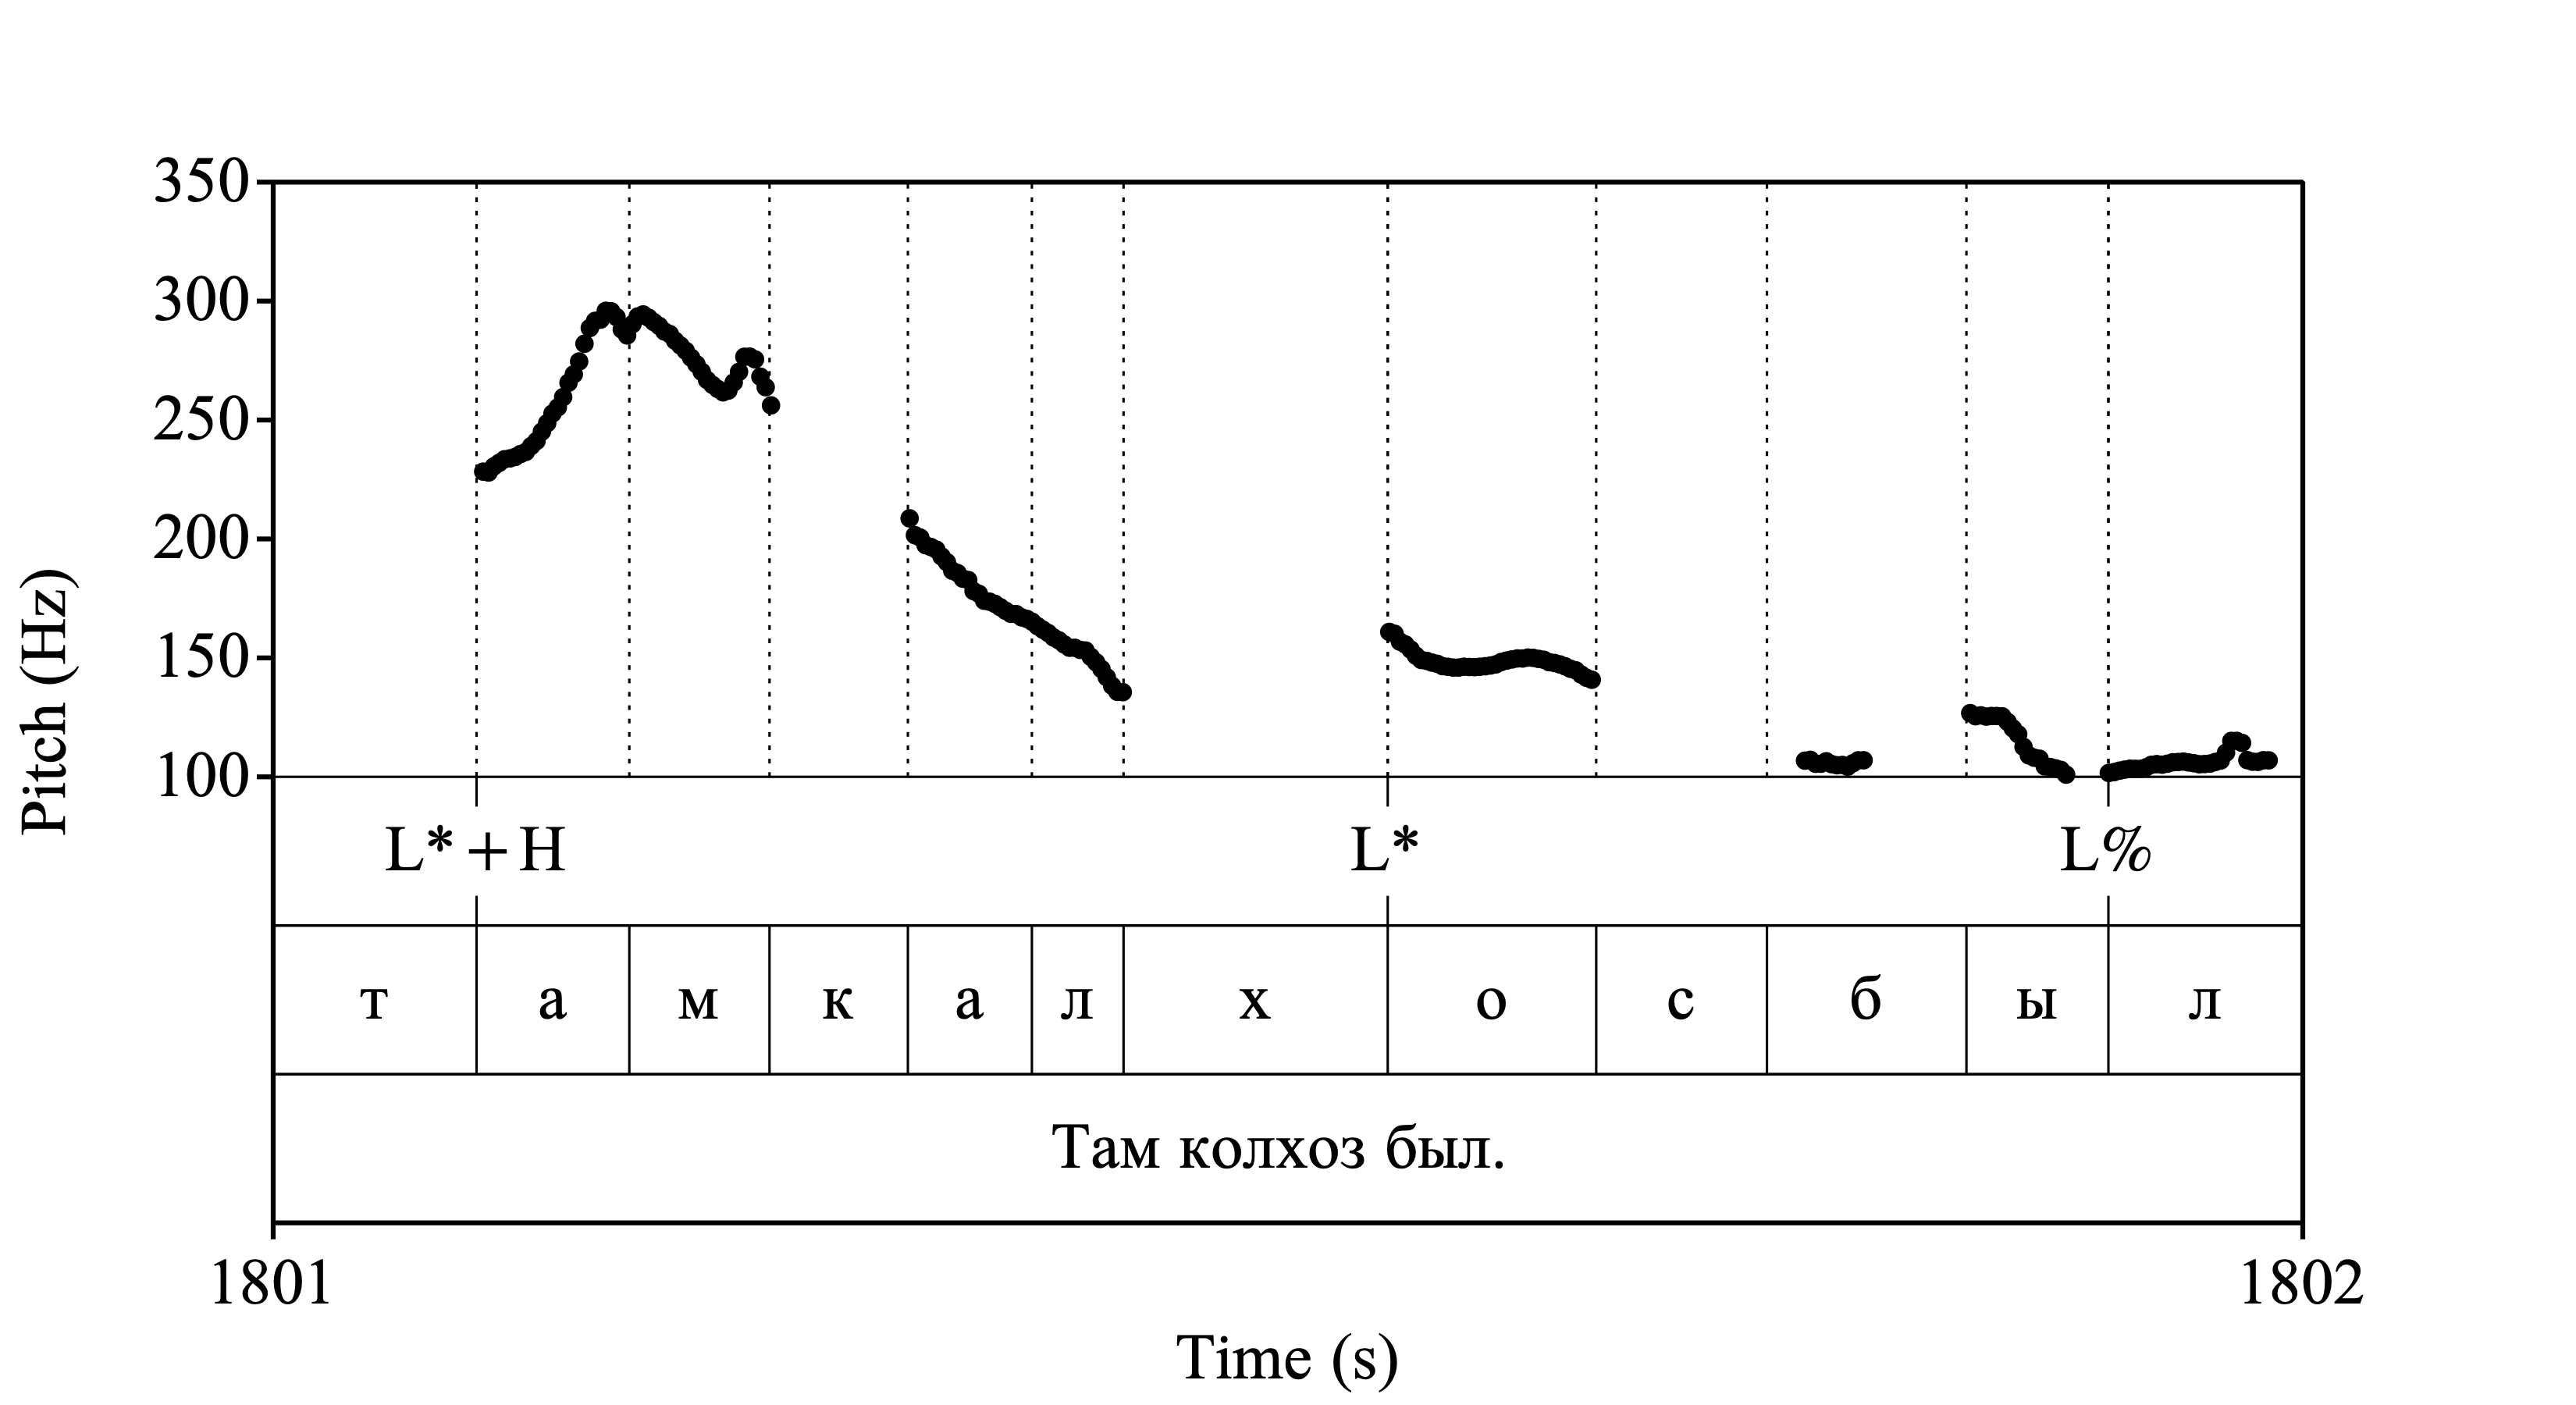 350
300
250
200
150
100
Pitch (Hz)
L*+H L* L%
т а м к а л х о с б ы л
Там колхоз был.
1801 1802
Time (s)